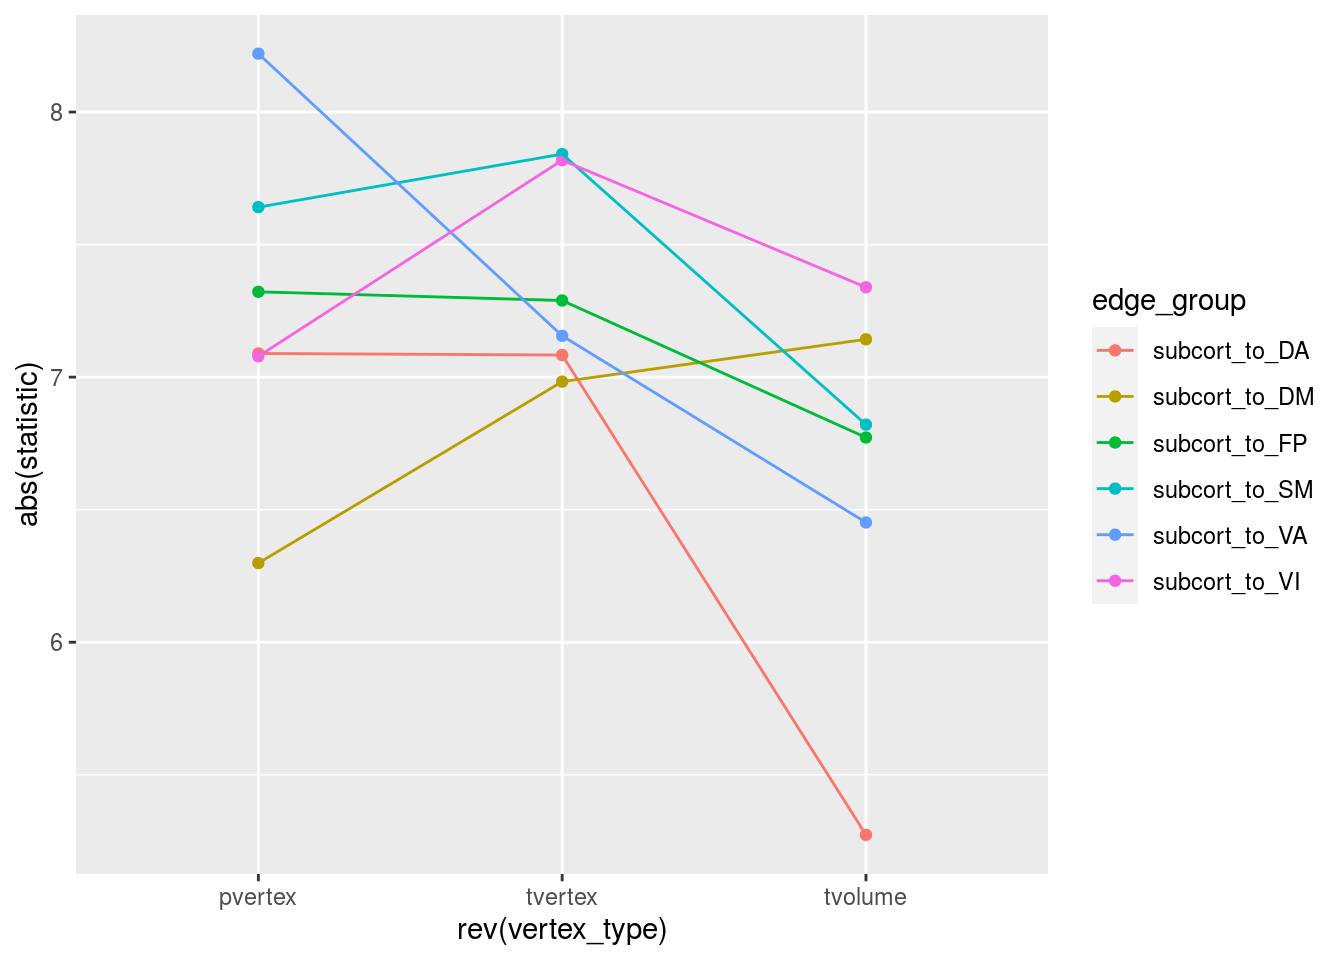 abs(statistic)
8
7
6
pvertex
tvertex
tvolume
rev(vertex_type)
edge_group
subcort_to_DA
subcort_to_DM
subcort_to_FP
subcort_to_SM
subcort_to_VA
subcort_to_VI